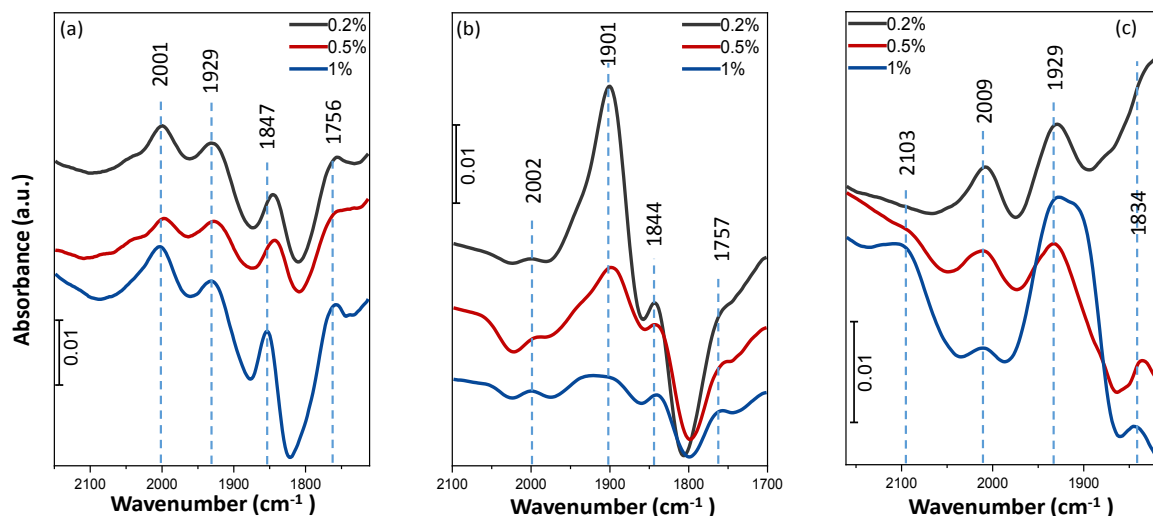 Absorbance (a.u.)
(a)
0.2%
0.5%
1%
2001
1929
1847
1756
0.01
2100 2000 1900 1800
Wavenumber (cm⁻¹)
(b)
0.2%
0.5%
1%
1901
2002
1844
1757
0.01
2100 2000 1900 1800 1700
Wavenumber (cm⁻¹)
(c)
0.2%
0.5%
1%
2103
2009
1929
1834
0.01
2100 2000 1900
Wavenumber (cm⁻¹)